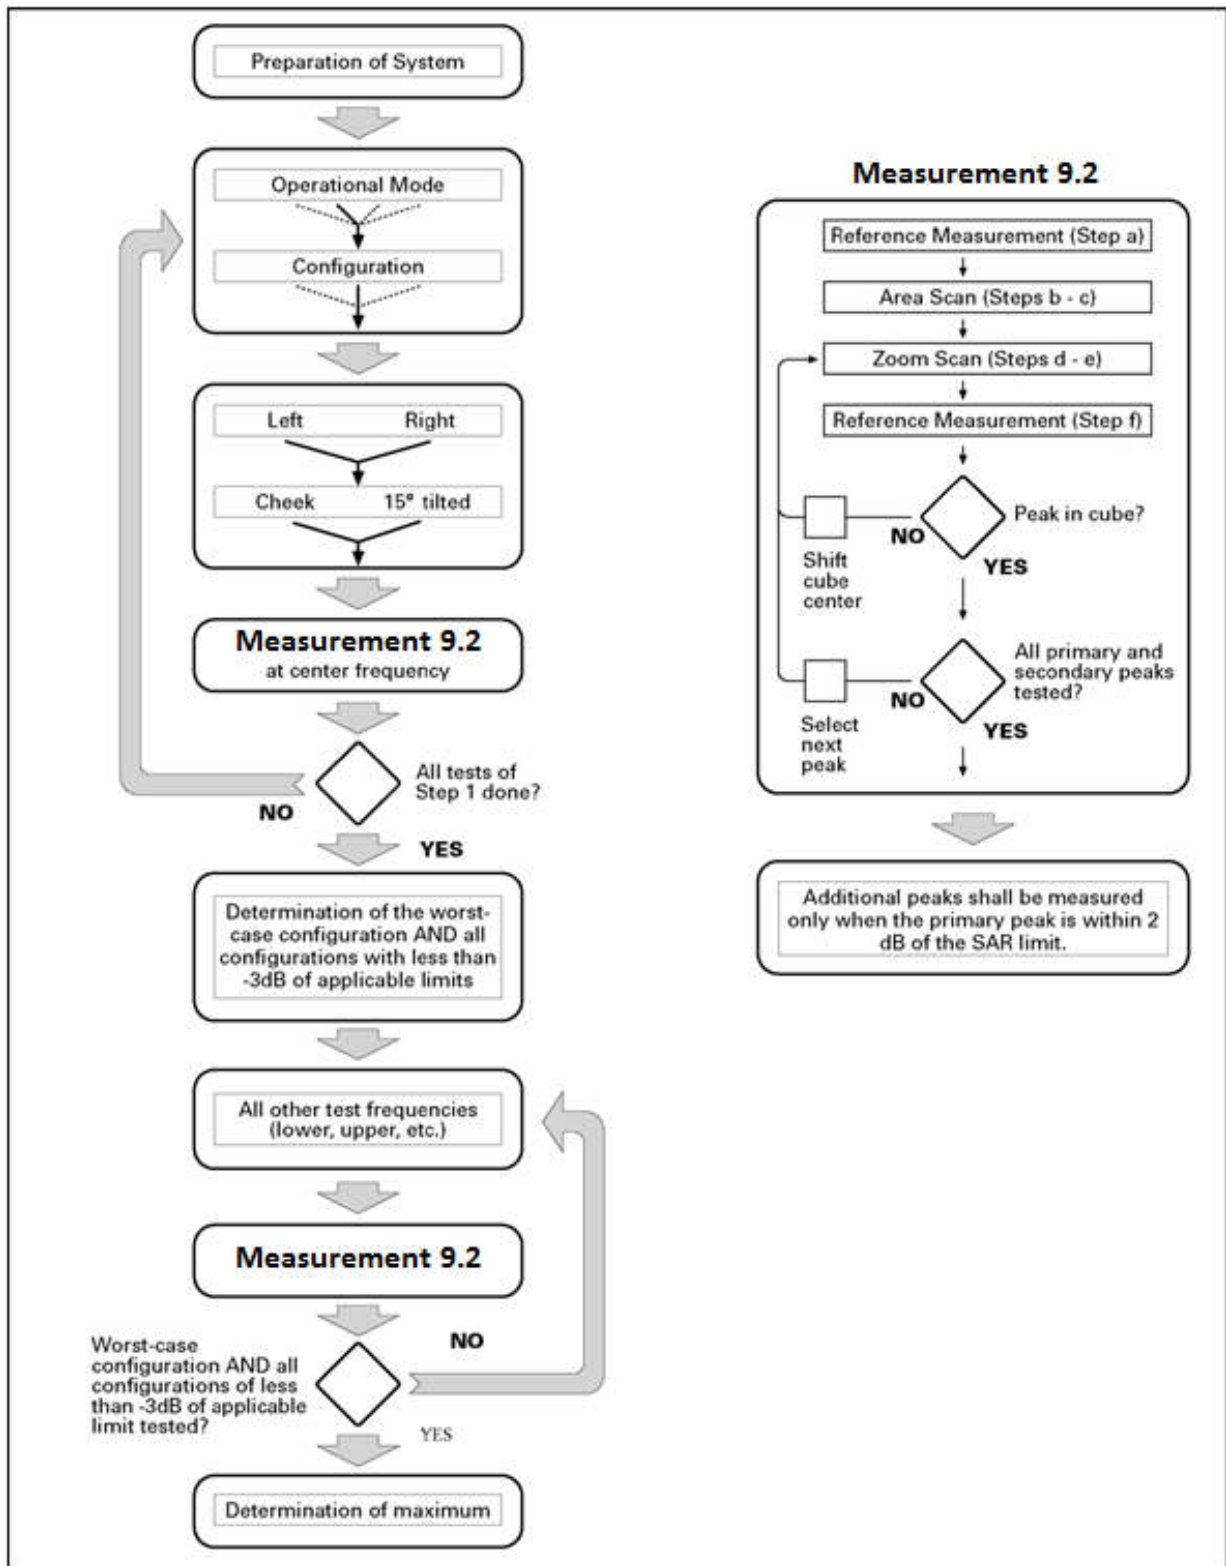 Preparation of System
Operational Mode
Configuration
Left Right
Cheek 15° tilted
Measurement 9.2
at center frequency
All tests of
Step 1 done?
NO
YES
Determination of the worst-
case configuration AND all
configurations with less than
-3dB of applicable limits
All other test frequencies
(lower, upper, etc.)
Measurement 9.2
NO
Worst-case
configuration AND all
configurations of less
than -3dB of applicable
limit tested?
YES
Determination of maximum
Measurement 9.2
Reference Measurement (Step a)
Area Scan (Steps b - c)
Zoom Scan (Steps d - e)
Reference Measurement (Step f)
Peak in cube?
NO
YES
Shift
cube
center
All primary and
secondary peaks
tested?
NO
YES
Select
next
peak
Additional peaks shall be measured
only when the primary peak is within 2
dB of the SAR limit.